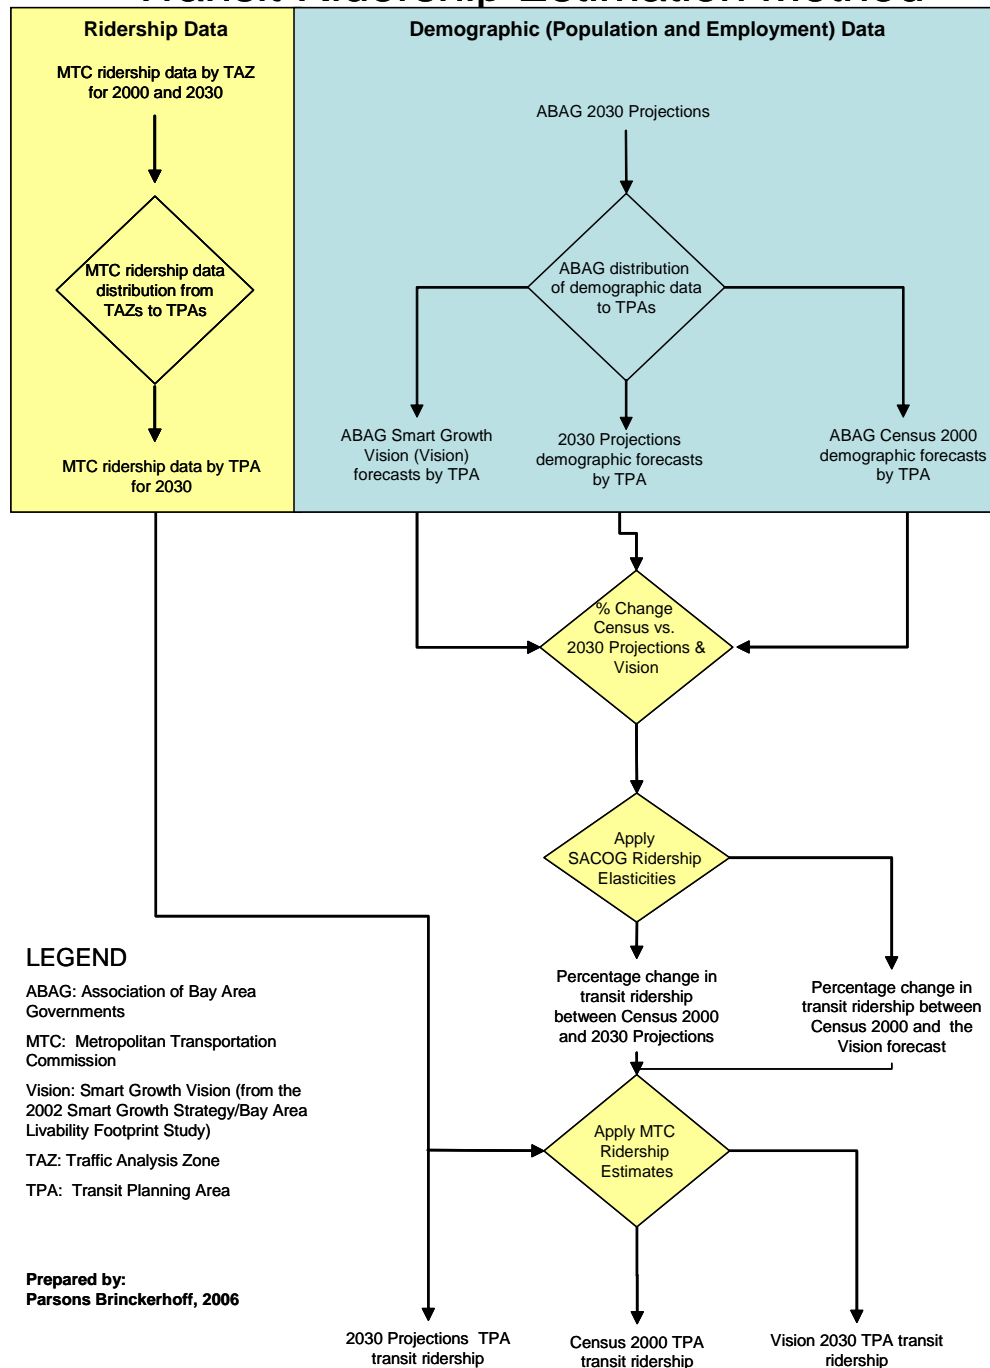 Transit Ridership Estimation Method
Ridership Data
Demographic (Population and Employment) Data
MTC ridership data by TAZ
for 2000 and 2030
ABAG 2030 Projections
MTC ridership data
distribution from
TAZs to TPAs
ABAG distribution
of demographic data
to TPAs
MTC ridership data by TPA
for 2030
ABAG Smart Growth
Vision (Vision)
forecasts by TPA
2030 Projections
demographic forecasts
by TPA
ABAG Census 2000
demographic forecasts
by TPA
% Change
Census vs.
2030 Projections &
Vision
Apply
SACOG Ridership
Elasticities
Percentage change in
transit ridership
between Census 2000
and 2030 Projections
Percentage change in
transit ridership between
Census 2000 and the
Vision forecast
LEGEND
ABAG: Association of Bay Area
Governments
MTC: Metropolitan Transportation
Commission
Vision: Smart Growth Vision (from the
2002 Smart Growth Strategy/Bay Area
Livability Footprint Study)
TAZ: Traffic Analysis Zone
TPA: Transit Planning Area
Apply MTC
Ridership
Estimates
Prepared by:
Parsons Brinckerhoff, 2006
2030 Projections TPA
transit ridership
Census 2000 TPA
transit ridership
Vision 2030 TPA transit
ridership